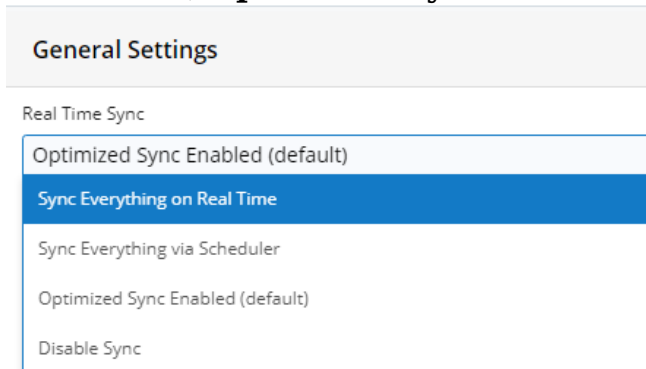 General Settings
Real Time Sync
Optimized Sync Enabled (default)
Sync Everything on Real Time
Sync Everything via Scheduler
Optimized Sync Enabled (default)
Disable Sync